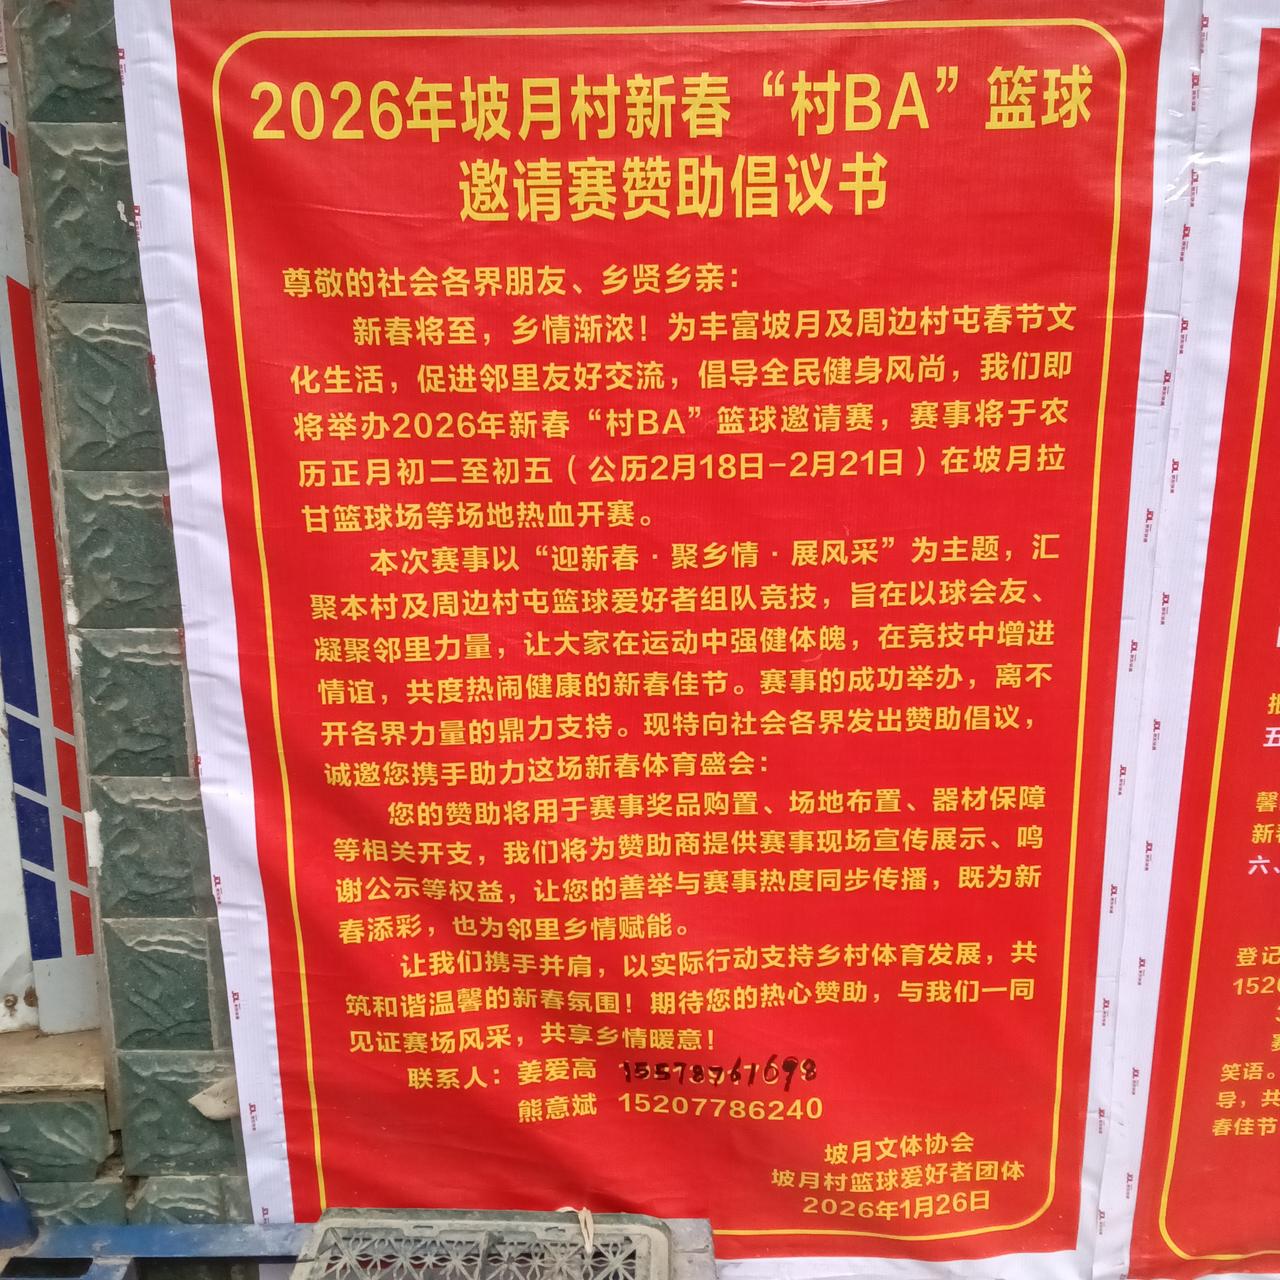 2026年坡月村新春“村BA”篮球
邀请赛赞助倡议书
尊敬的社会各界朋友、乡贤乡亲：
新春将至，乡情渐浓！为丰富坡月及周边村屯春节文
化生活，促进邻里友好交流，倡导全民健身风尚，我们即
将举办2026年新春“村BA”篮球邀请赛，赛事将于农
历正月初二至初五（公历2月18日-2月21日）在坡月拉
甘篮球场等场地热血开赛。
本次赛事以“迎新春·聚乡情·展风采”为主题，汇
聚本村及周边村屯篮球爱好者组队竞技，旨在以球会友、
凝聚邻里力量，让大家在运动中强健体魄，在竞技中增进
情谊，共度热闹健康的新春佳节。赛事的成功举办，离不
开各界力量的鼎力支持。现特向社会各界发出赞助倡议，
诚邀您携手助力这场新春体育盛会：
您的赞助将用于赛事奖品购置、场地布置、器材保障
等相关开支，我们将为赞助商提供赛事现场宣传展示、鸣
谢公示等权益，让您的善举与赛事热度同步传播，既为新
春添彩，也为邻里乡情赋能。
让我们携手并肩，以实际行动支持乡村体育发展，共
筑和谐温馨的新春氛围！期待您的热心赞助，与我们一同
见证赛场风采，共享乡情暖意！
联系人：姜爱高
熊意斌 15207786240
坡月文体协会
坡月村篮球爱好者团体
2026年1月26日
五
馨
新
六、
登记
1520
笑语。
导，共
春佳节